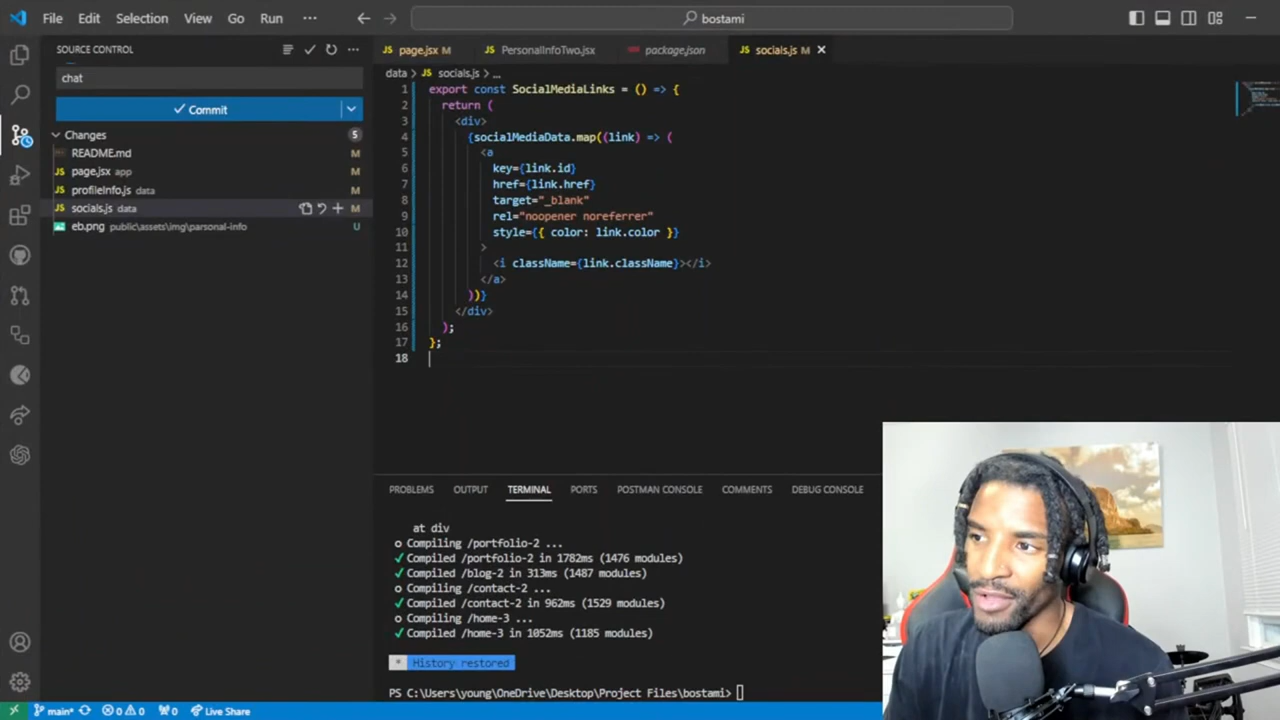 File Edit Selection View Go Run ··· bostami
SOURCE CONTROL
chat
Commit
Changes 5
README.md M
page.jsx app M
profileInfo.js data M
socials.js data M
eb.png public\assets\img\parsonal-info U
page.jsx M PersonalInfoTwo.jsx package.json socials.js M
data > socials.js > ...
1 export const SocialMediaLinks = () => {
2 return (
3 <div>
4 {socialMediaData.map((link) => (
5 <a
6 key={link.id}
7 href={link.href}
8 target="_blank"
9 rel="noopener noreferrer"
10 style={{ color: link.color }}
11 >
12 <i className={link.className}></i>
13 </a>
14 ))}
15 </div>
16 );
17 };
18
PROBLEMS OUTPUT TERMINAL PORTS POSTMAN CONSOLE COMMENTS DEBUG CONSOLE
at div
○ Compiling /portfolio-2 ...
✓ Compiled /portfolio-2 in 1782ms (1476 modules)
✓ Compiled /blog-2 in 313ms (1487 modules)
○ Compiling /contact-2 ...
✓ Compiled /contact-2 in 962ms (1529 modules)
○ Compiling /home-3 ...
✓ Compiled /home-3 in 1052ms (1185 modules)
* History restored
PS C:\Users\young\OneDrive\Desktop\Project Files\bostami>
main* 0 0 0 Live Share